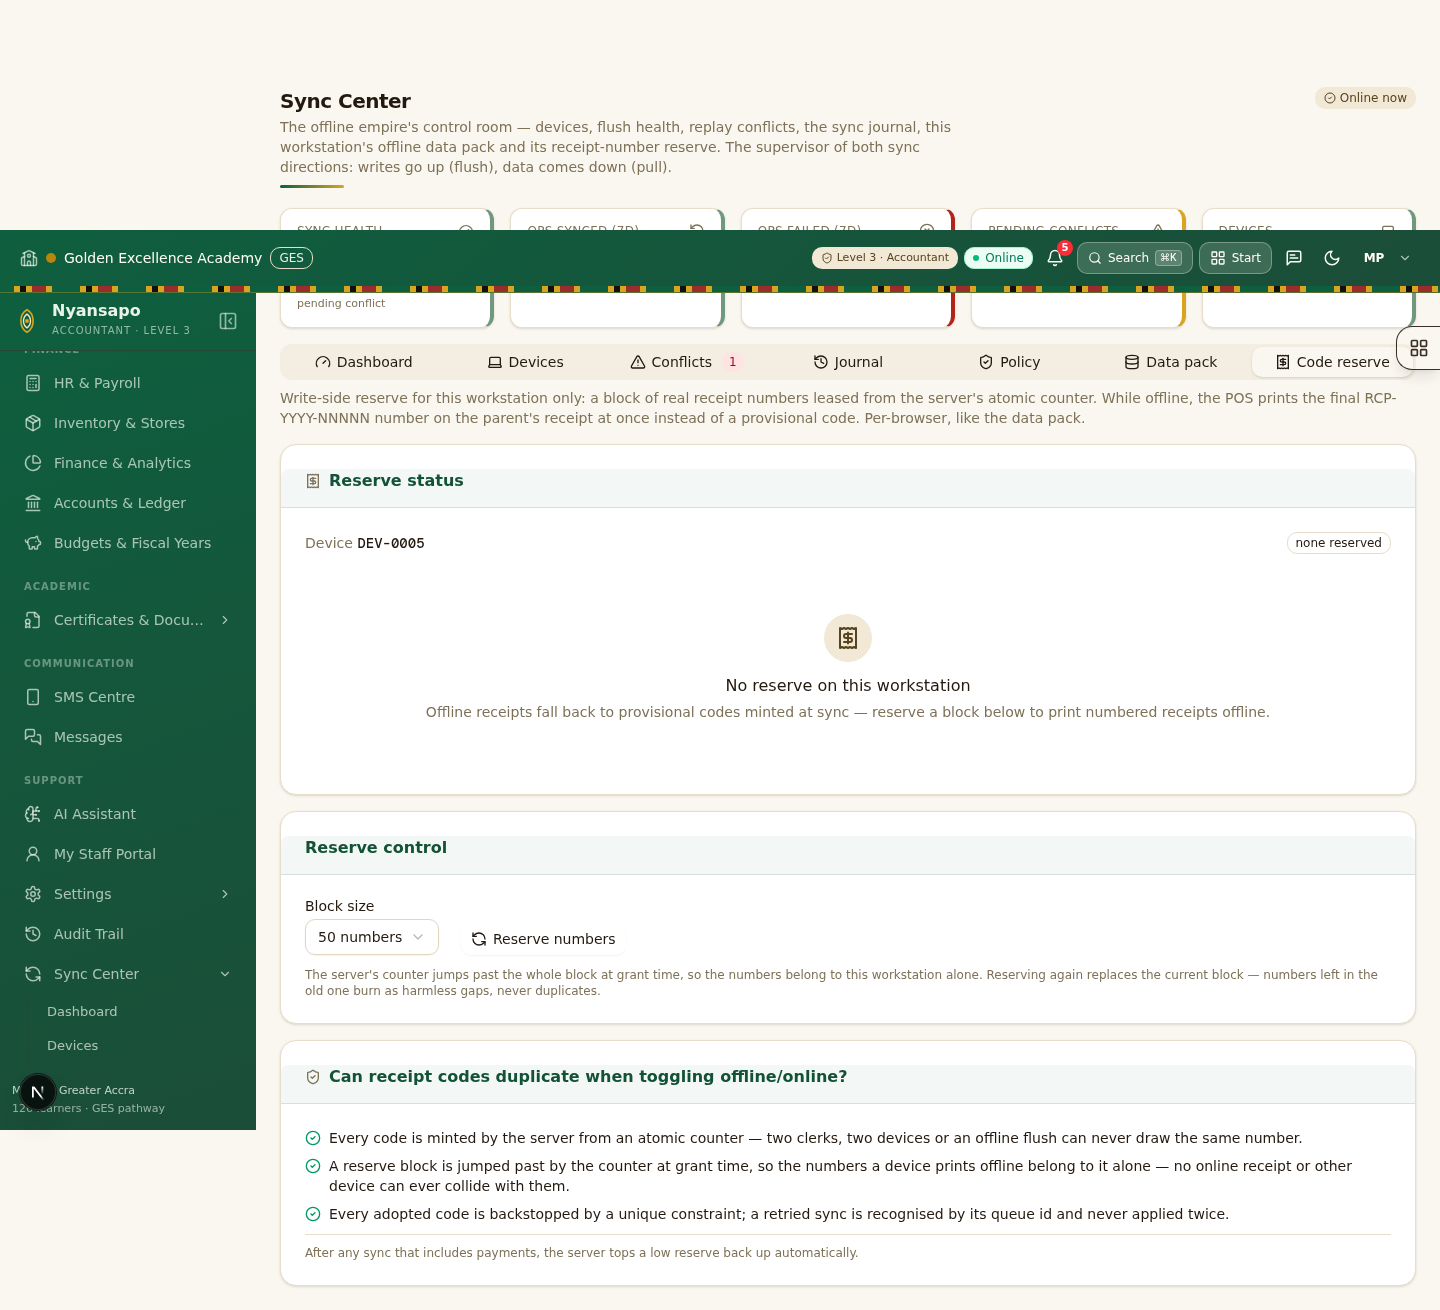 Sync Center
Online now
The offline empire's control room — devices, flush health, replay conflicts, the sync journal, this
workstation's offline data pack and its receipt-number reserve. The supervisor of both sync
directions: writes go up (flush), data comes down (pull).
SYNC HEALTH
OPS SYNCED (7D)
OPS FAILED (7D)
PENDING CONFLICTS
DEVICES
Golden Excellence Academy
GES
Level 3 · Accountant
Online
5
Search ⌘K
Start
MP
pending conflict
Nyansapo
ACCOUNTANT · LEVEL 3
FINANCE
HR & Payroll
Inventory & Stores
Finance & Analytics
Accounts & Ledger
Budgets & Fiscal Years
ACADEMIC
Certificates & Docu...
COMMUNICATION
SMS Centre
Messages
SUPPORT
AI Assistant
My Staff Portal
Settings
Audit Trail
Sync Center
Dashboard
Devices
Greater Accra
GES pathway
N
Dashboard
Devices
Conflicts 1
Journal
Policy
Data pack
Code reserve
Write-side reserve for this workstation only: a block of real receipt numbers leased from the server's atomic counter. While offline, the POS prints the final RCP-
YYYY-NNNNN number on the parent's receipt at once instead of a provisional code. Per-browser, like the data pack.
Reserve status
Device DEV-0005
none reserved
No reserve on this workstation
Offline receipts fall back to provisional codes minted at sync — reserve a block below to print numbered receipts offline.
Reserve control
Block size
50 numbers
Reserve numbers
The server's counter jumps past the whole block at grant time, so the numbers belong to this workstation alone. Reserving again replaces the current block — numbers left in the
old one burn as harmless gaps, never duplicates.
Can receipt codes duplicate when toggling offline/online?
Every code is minted by the server from an atomic counter — two clerks, two devices or an offline flush can never draw the same number.
A reserve block is jumped past by the counter at grant time, so the numbers a device prints offline belong to it alone — no online receipt or other
device can ever collide with them.
Every adopted code is backstopped by a unique constraint; a retried sync is recognised by its queue id and never applied twice.
After any sync that includes payments, the server tops a low reserve back up automatically.